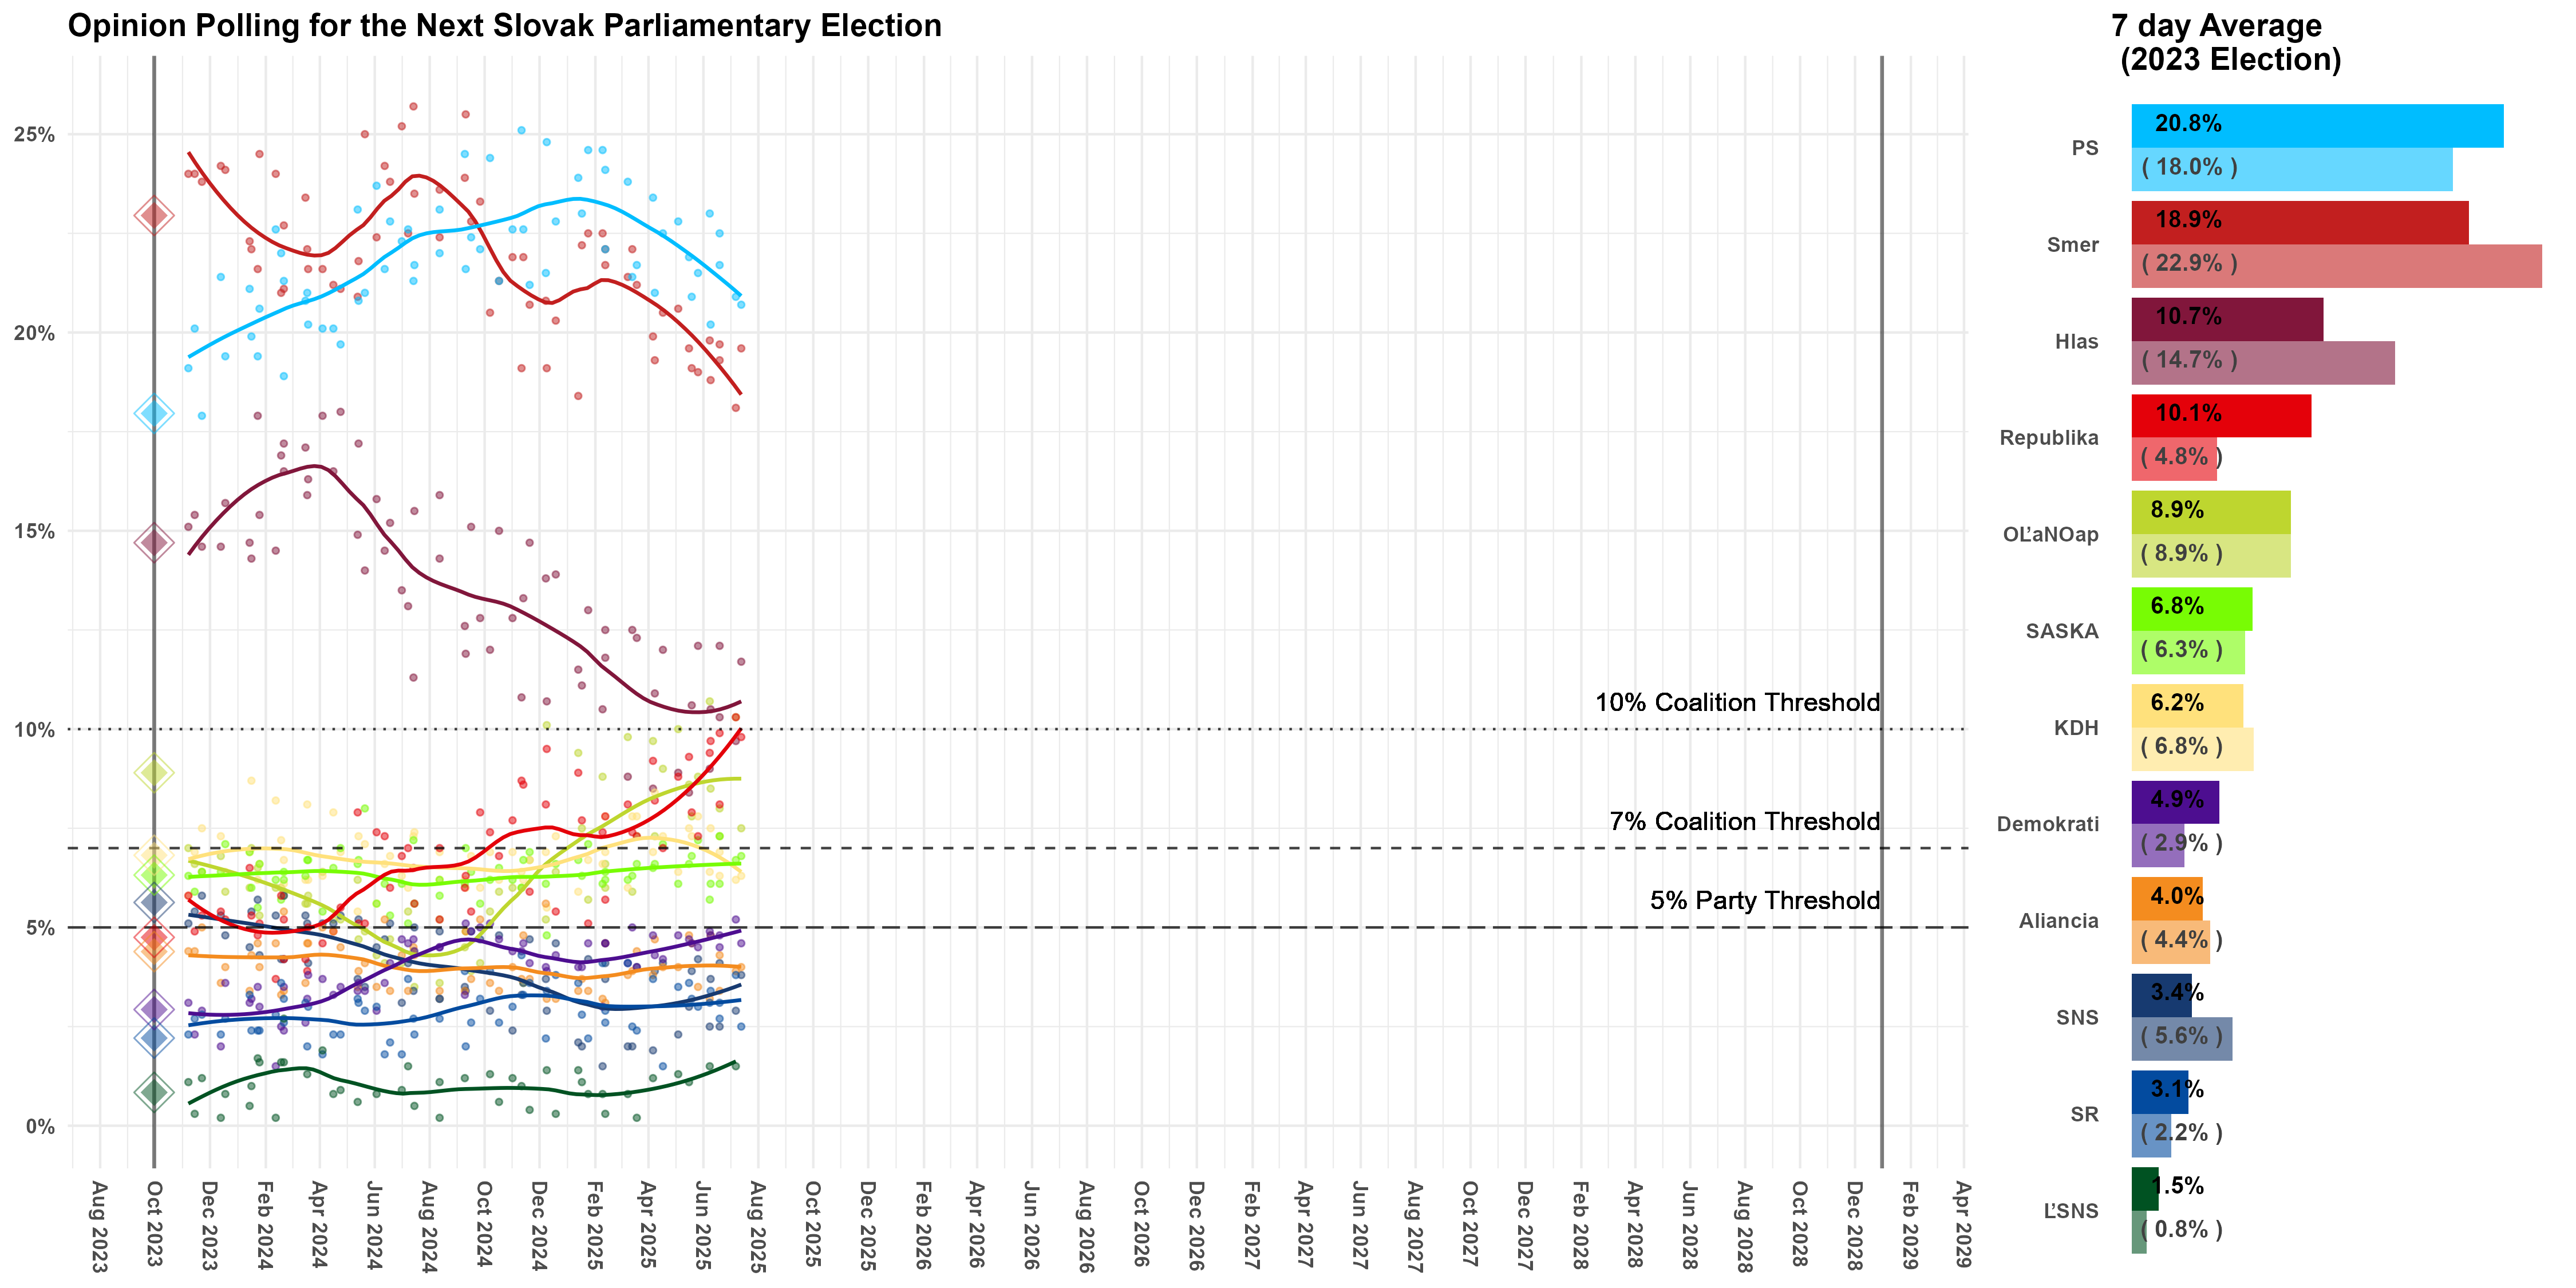 Opinion Polling for the Next Slovak Parliamentary Election
25%
20%
15%
10%
5%
0%
10% Coalition Threshold
7% Coalition Threshold
5% Party Threshold
Aug 2023
Oct 2023
Dec 2023
Feb 2024
Apr 2024
Jun 2024
Aug 2024
Oct 2024
Dec 2024
Feb 2025
Apr 2025
Jun 2025
Aug 2025
Oct 2025
Dec 2025
Feb 2026
Apr 2026
Jun 2026
Aug 2026
Oct 2026
Dec 2026
Feb 2027
Apr 2027
Jun 2027
Aug 2027
Oct 2027
Dec 2027
Feb 2028
Apr 2028
Jun 2028
Aug 2028
Oct 2028
Dec 2028
Feb 2029
Apr 2029
7 day Average
(2023 Election)
PS
20.8%
( 18.0% )
Smer
18.9%
( 22.9% )
Hlas
10.7%
( 14.7% )
Republika
10.1%
( 4.8% )
OĽaNOap
8.9%
( 8.9% )
SASKA
6.8%
( 6.3% )
KDH
6.2%
( 6.8% )
Demokrati
4.9%
( 2.9% )
Aliancia
4.0%
( 4.4% )
SNS
3.4%
( 5.6% )
SR
3.1%
( 2.2% )
ĽSNS
1.5%
( 0.8% )